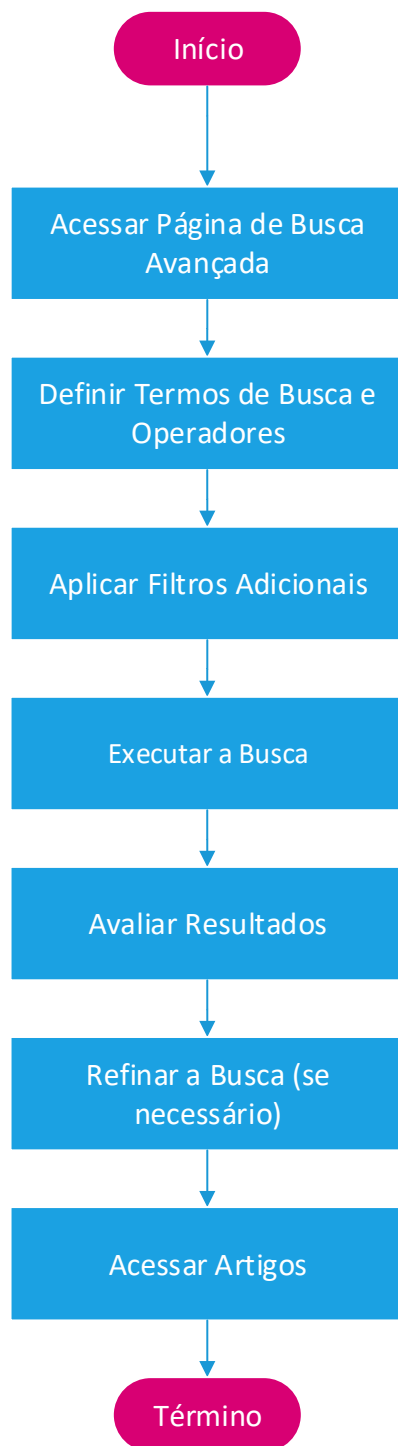 Início
Acessar Página de Busca
Avançada
Definir Termos de Busca e
Operadores
Aplicar Filtros Adicionais
Executar a Busca
Avaliar Resultados
Refinar a Busca (se
necessário)
Acessar Artigos
Término